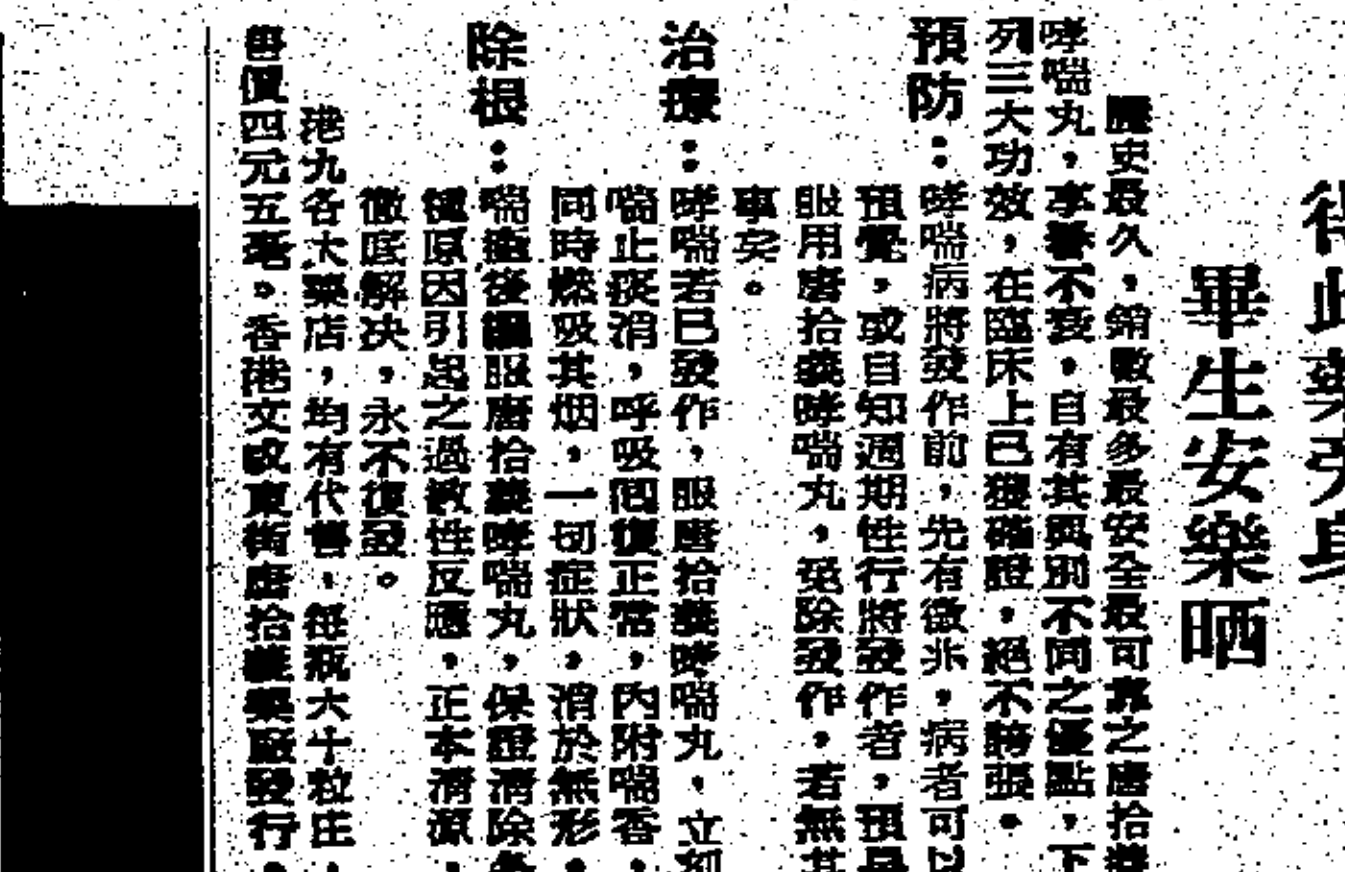 得此藥旁身
畢生安樂晒
歷史最久，銷數最多最安全最可靠之唐拾義
哮喘丸，享譽不衰，自有其與別不同之優點，下
列三大功效，在臨床上已獲確證，絕不誇張。
預防：哮喘病將發作前，先有徵兆，病者可以
預覺，或自知週期性行將發作者，預早
服用唐拾義哮喘丸，免除發作，若無其
事矣。
治療：哮喘若已發作，服唐拾義哮喘丸，立刻
喘止痰消，呼吸回復正常，內附喘香，
同時燃吸其烟，一切症狀，消於無形。
除根：喘癒後繼服唐拾義哮喘丸，保證清除各
種原因引起之過敏性反應，正本清源，
徹底解决，永不復發。
港九各大藥店，均有代售，每瓶六十粒庄，
售價四元五毫。香港文咸東街唐拾義藥廠發行。